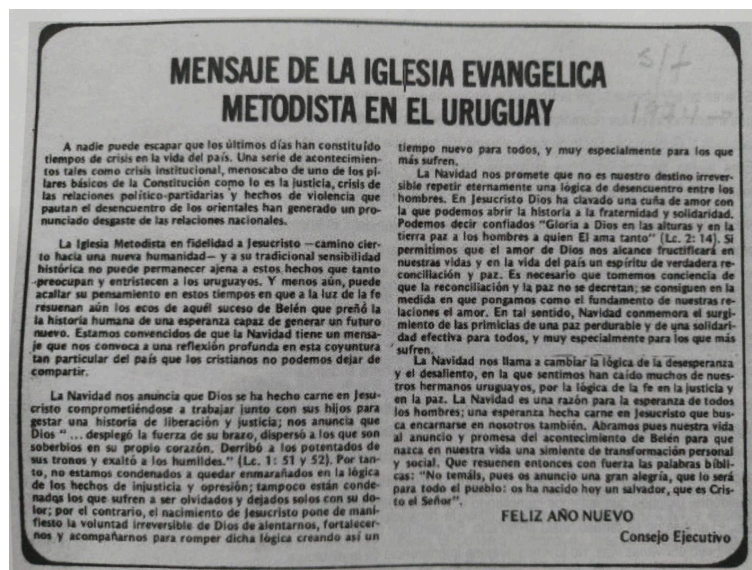 MENSAJE DE LA IGLESIA EVANGELICA
METODISTA EN EL URUGUAY
A nadie puede escapar que los últimos días han constituído
tiempos de crisis en la vida del país. Una serie de acontecimien-
tos tales como crisis institucional, menoscabo de uno de los pi-
lares básicos de la Constitución como lo es la justicia, crisis de
las relaciones político-partidarias y hechos de violencia que
pautan el desencuentro de los orientales han generado un pro-
nunciado desgaste de las relaciones nacionales.
La Iglesia Metodista en fidelidad a Jesucristo —camino cier-
to hacia una nueva humanidad— y a su tradicional sensibilidad
histórica no puede permanecer ajena a estos hechos que tanto
preocupan y entristecen a los uruguayos. Y menos aún, puede
acallar su pensamiento en estos tiempos en que a la luz de la fe
resuenan aún los ecos de aquél suceso de Belén que preñó
la historia humana de una esperanza capaz de generar un futuro
nuevo. Estamos convencidos de que la Navidad tiene un mensa-
je que nos convoca a una reflexión profunda en esta coyuntura
tan particular del país que los cristianos no podemos dejar de
compartir.
La Navidad nos anuncia que Dios se ha hecho carne en Jesu-
cristo comprometiéndose a trabajar junto con sus hijos para
gestar una historia de liberación y justicia; nos anuncia que
Dios "... desplegó la fuerza de su brazo, dispersó a los que son
soberbios en su propio corazón. Derribó a los potentados de
sus tronos y exaltó a los humildes." (Lc. 1: 51 y 52). Por tan-
to, no estamos condenados a quedar enmarañados en la lógica
de los hechos de injusticia y opresión; tampoco están conde-
nados los que sufren a ser olvidados y dejados solos con su do-
lor; por el contrario, el nacimiento de Jesucristo pone de mani-
fiesto la voluntad irreversible de Dios de alentarnos, fortalecer-
nos y acompañarnos para romper dicha lógica creando así un
tiempo nuevo para todos, y muy especialmente para los que
más sufren.
La Navidad nos promete que no es nuestro destino irrever-
sible repetir eternamente una lógica de desencuentro entre los
hombres. En Jesucristo Dios ha clavado una cuña de amor con
la que podemos abrir la historia a la fraternidad y solidaridad.
Podemos decir confiados "Gloria a Dios en las alturas y en la
tierra paz a los hombres a quien El ama tanto" (Lc. 2: 14). Si
permitimos que el amor de Dios nos alcance fructificará en
nuestras vidas y en la vida del país un espíritu de verdadera re-
conciliación y paz. Es necesario que tomemos conciencia de
que la reconciliación y la paz no se decretan; se consiguen en la
medida en que pongamos como el fundamento de nuestras re-
laciones el amor. En tal sentido, Navidad conmemora el surgi-
miento de las primicias de una paz perdurable y de una solidari-
dad efectiva para todos, y muy especialmente para los que más
sufren.
La Navidad nos llama a cambiar la lógica de la desesperanza
y el desaliento, en la que sentimos han caído muchos de nues-
tros hermanos uruguayos, por la lógica de la fe en la justicia y
en la paz. La Navidad es una razón para la esperanza de todos
los hombres; una esperanza hecha carne en Jesucristo que bus-
ca encarnarse en nosotros también. Abramos pues nuestra vida
al anuncio y promesa del acontecimiento de Belén para que
nazca en nuestra vida una simiente de transformación personal
y social. Que resuenen entonces con fuerza las palabras bíbli-
cas: "No temáis, pues os anuncio una gran alegría, que lo será
para todo el pueblo: os ha nacido hoy un salvador, que es Cris-
to el Señor".
FELIZ AÑO NUEVO
Consejo Ejecutivo